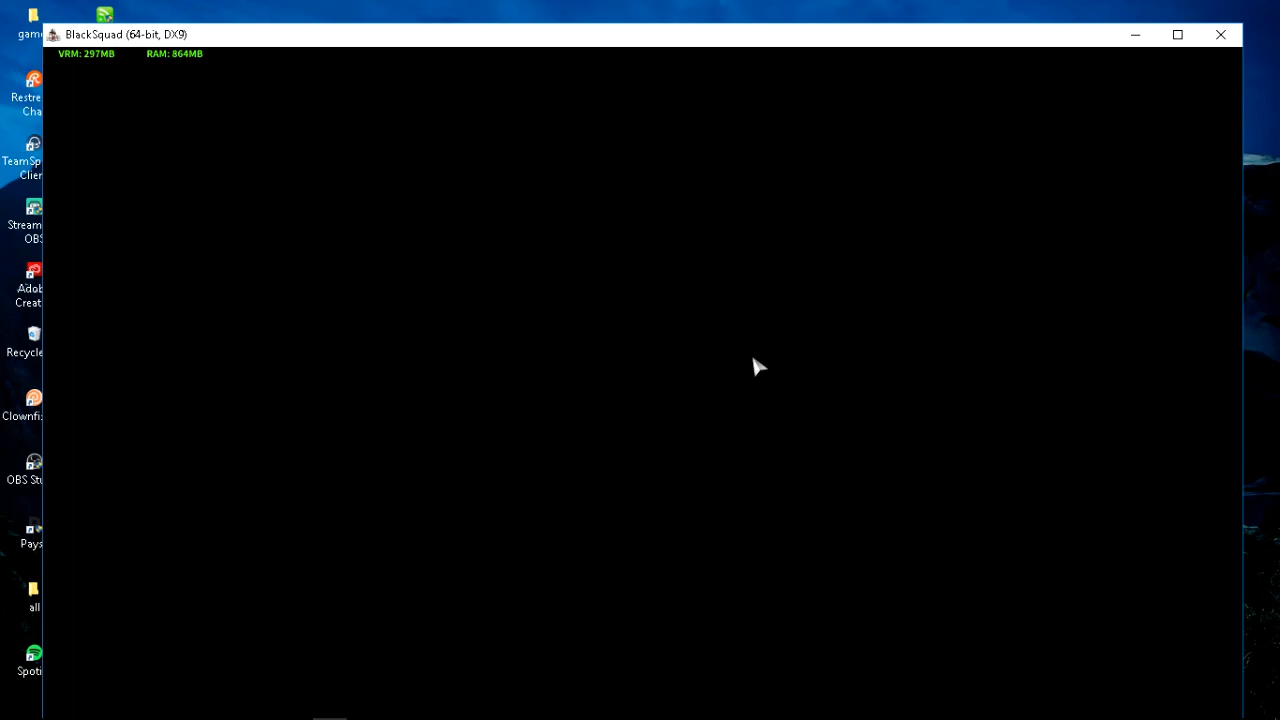 game
BlackSquad (64-bit, DX9)
VRM: 297MB RAM: 864MB
Restre
Cha
TeamSp
Clier
Stream
OBS
Adob
Creat
Recycle
Clownfi
OBS Stu
Pays
all
Spoti